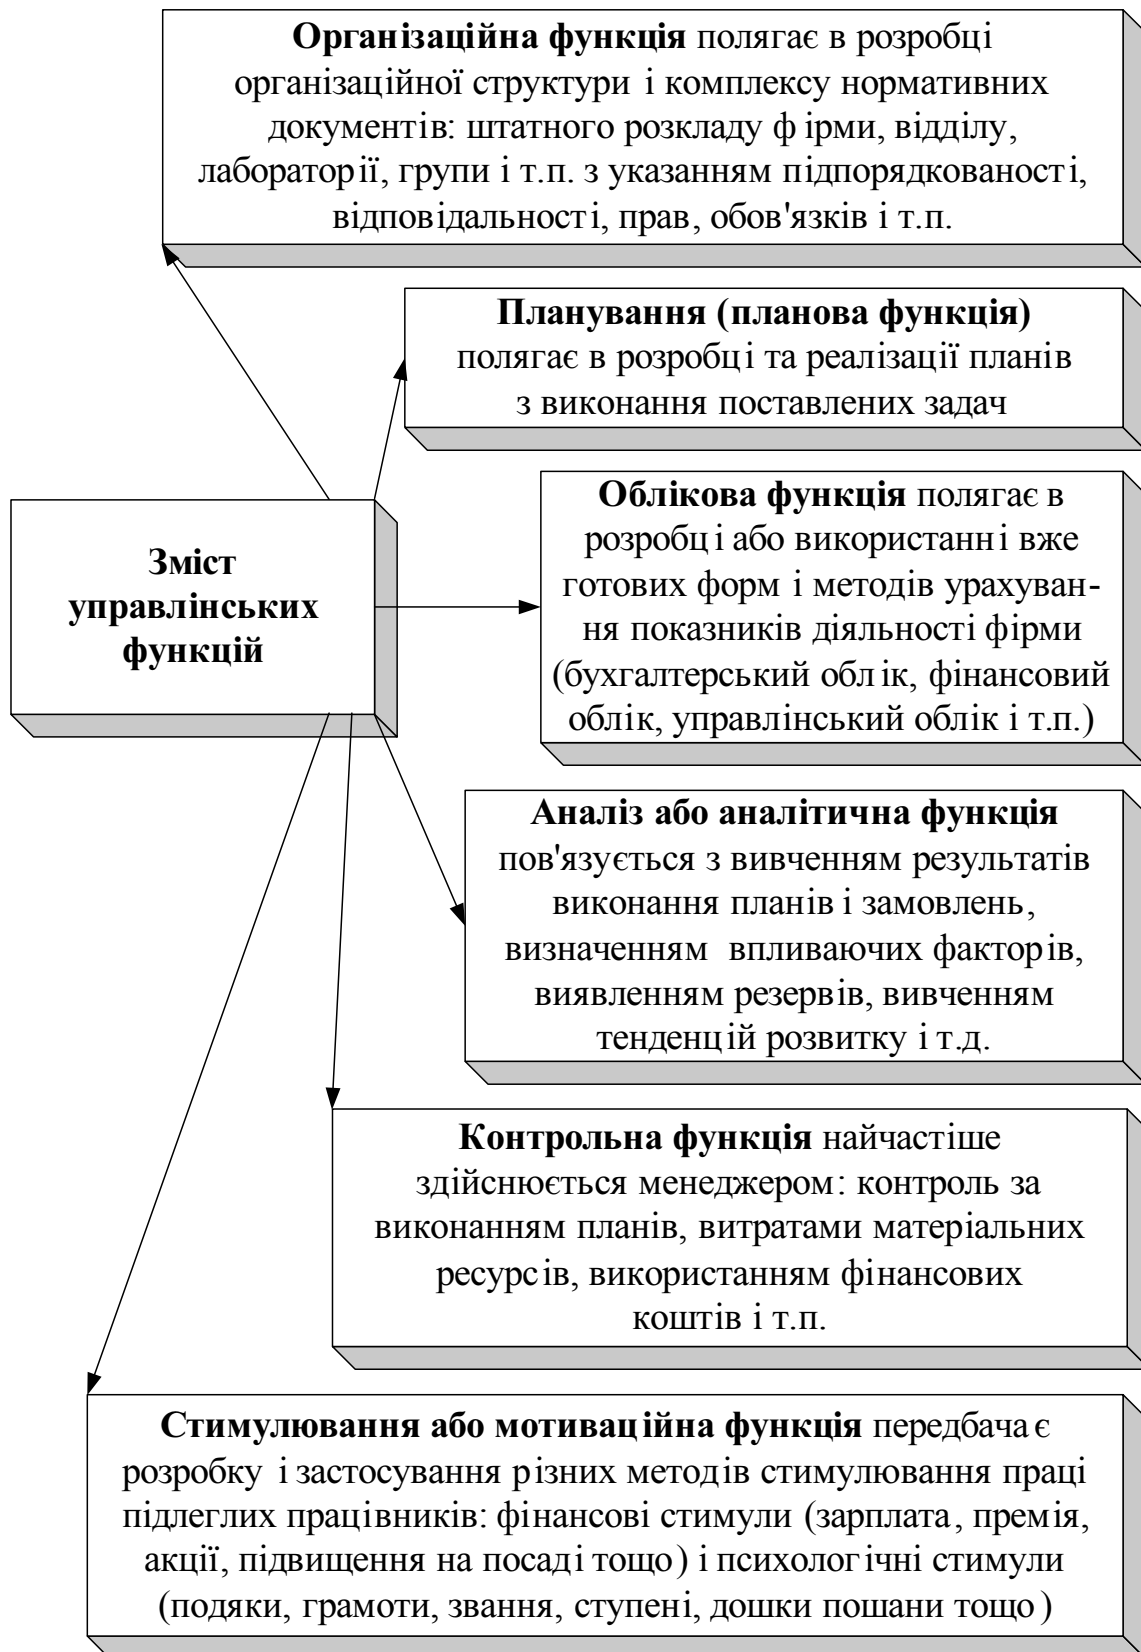 Організаційна функція полягає в розробці
організаційної структури і комплексу нормативних
документів: штатного розкладу фірми, відділу,
лабораторії, групи і т.п. з указанням підпорядкованості,
відповідальності, прав, обов'язків і т.п.
Планування (планова функція)
полягає в розробці та реалізації планів
з виконання поставлених задач
Зміст
управлінських
функцій
Облікова функція полягає в
розробці або використанні вже
готових форм і методів урахуван-
ня показників діяльності фірми
(бухгалтерський облік, фінансовий
облік, управлінський облік і т.п.)
Аналіз або аналітична функція
пов'язується з вивченням результатів
виконання планів і замовлень,
визначенням впливаючих факторів,
виявленням резервів, вивченням
тенденцій розвитку і т.д.
Контрольна функція найчастіше
здійснюється менеджером: контроль за
виконанням планів, витратами матеріальних
ресурсів, використанням фінансових
коштів і т.п.
Стимулювання або мотиваційна функція передбачає
розробку і застосування різних методів стимулювання праці
підлеглих працівників: фінансові стимули (зарплата, премія,
акції, підвищення на посаді тощо) і психологічні стимули
(подяки, грамоти, звання, ступені, дошки пошани тощо)